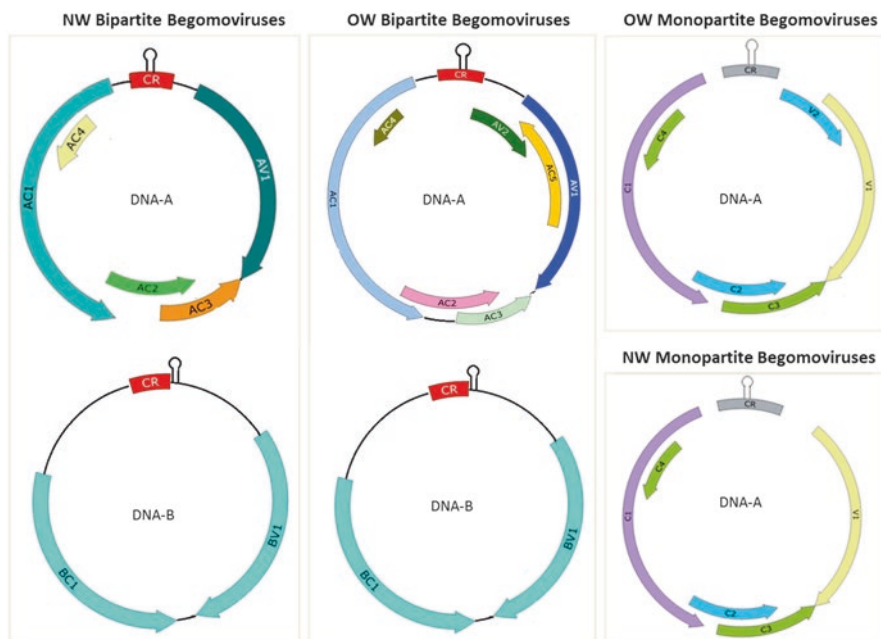 NW Bipartite Begomoviruses
CR
AC1
AC4
AV1
DNA-A
AC2
AC3
CR
DNA-B
BC1
BV1
OW Bipartite Begomoviruses
CR
AC1
AC4
AV2
AC5
AV1
DNA-A
AC2
AC3
CR
DNA-B
BC1
BV1
OW Monopartite Begomoviruses
CR
C1
C4
V2
V1
DNA-A
C2
C3
NW Monopartite Begomoviruses
CR
C1
C4
V1
DNA-A
C2
C3